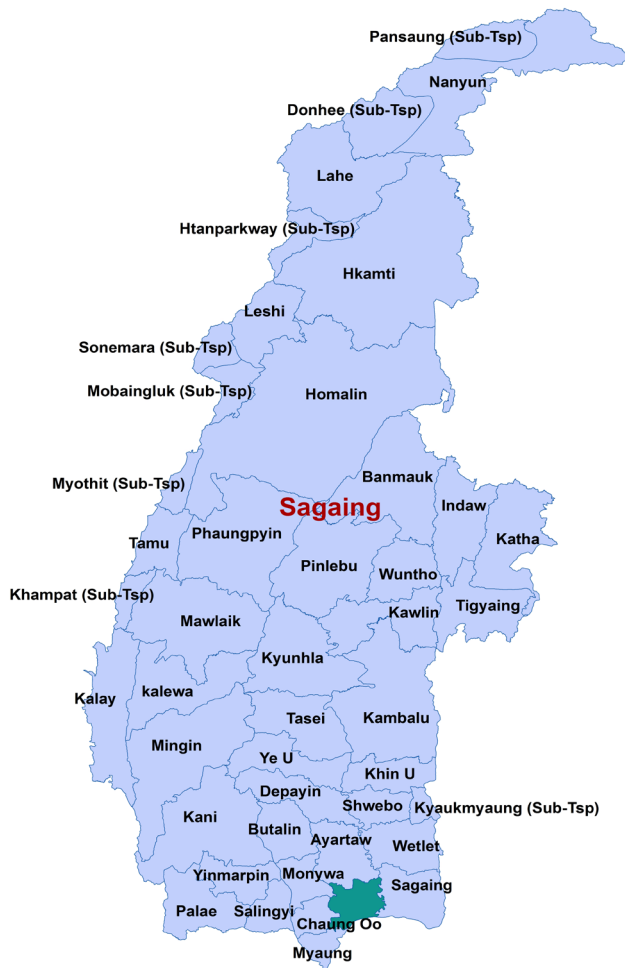 Pansaung (Sub-Tsp)
Nanyun
Donhee (Sub-Tsp)
Lahe
Htanparkway (Sub-Tsp)
Hkamti
Leshi
Sonemara (Sub-Tsp)
Mobaingluk (Sub-Tsp)
Homalin
Banmauk
Myothit (Sub-Tsp)
Indaw
Sagaing
Phaungpyin
Katha
Tamu
Pinlebu
Wuntho
Khampat (Sub-Tsp)
Tigyaing
Kawlin
Mawlaik
Kyunhla
kalewa
Kalay
Tasei
Kambalu
Mingin
Ye U
Khin U
Depayin
Shwebo
Kyaukmyaung (Sub-Tsp)
Kani
Butalin
Ayartaw
Wetlet
Yinmarpin
Monywa
Sagaing
Palae
Salingyi
Chaung Oo
Myaung